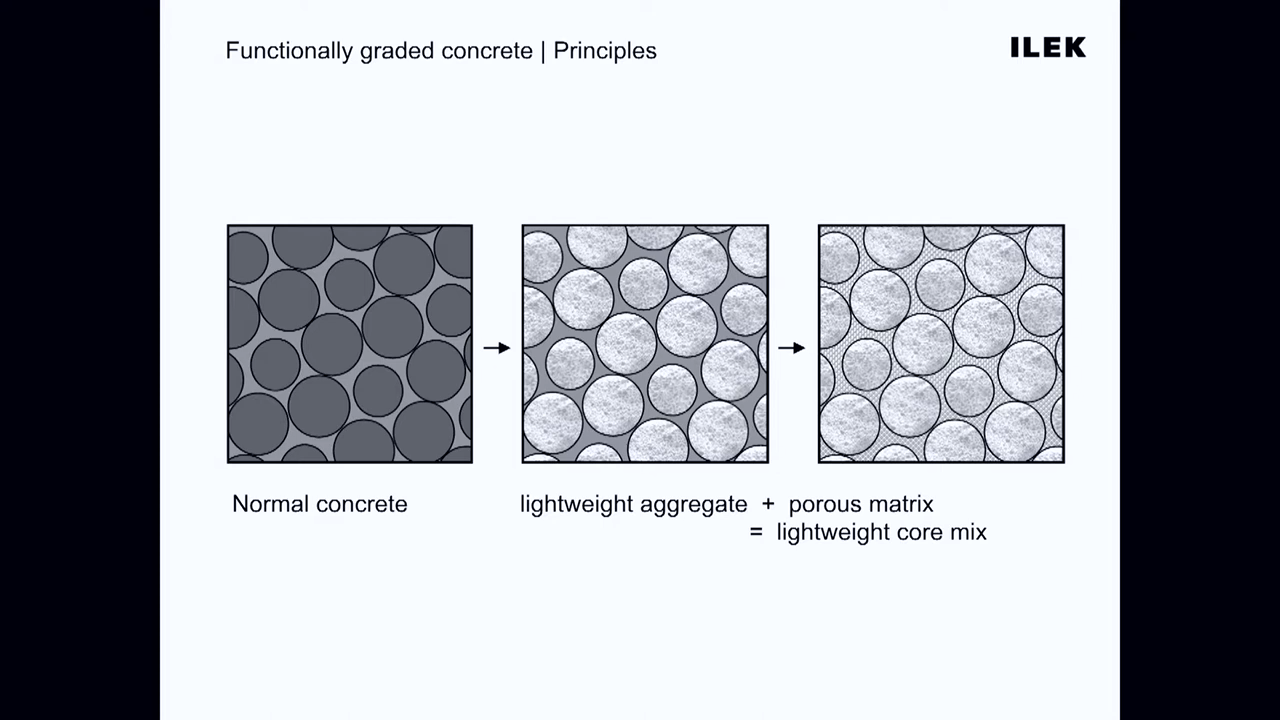 Functionally graded concrete | Principles
ILEK
Normal concrete
lightweight aggregate + porous matrix
= lightweight core mix